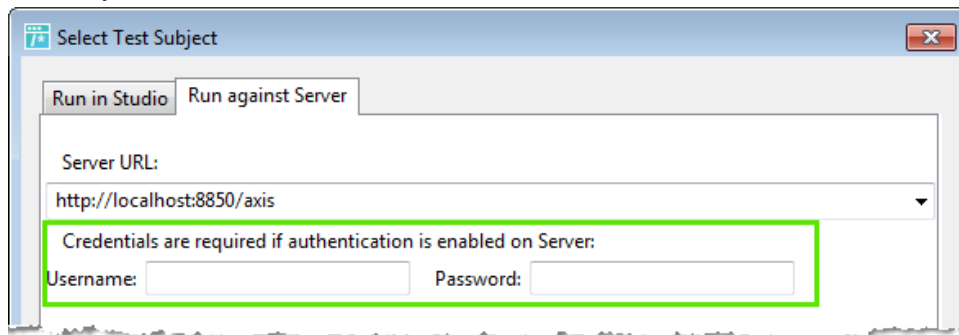 Select Test Subject
Run in Studio Run against Server
Server URL:
http://localhost:8850/axis
Credentials are required if authentication is enabled on Server:
Username: Password: